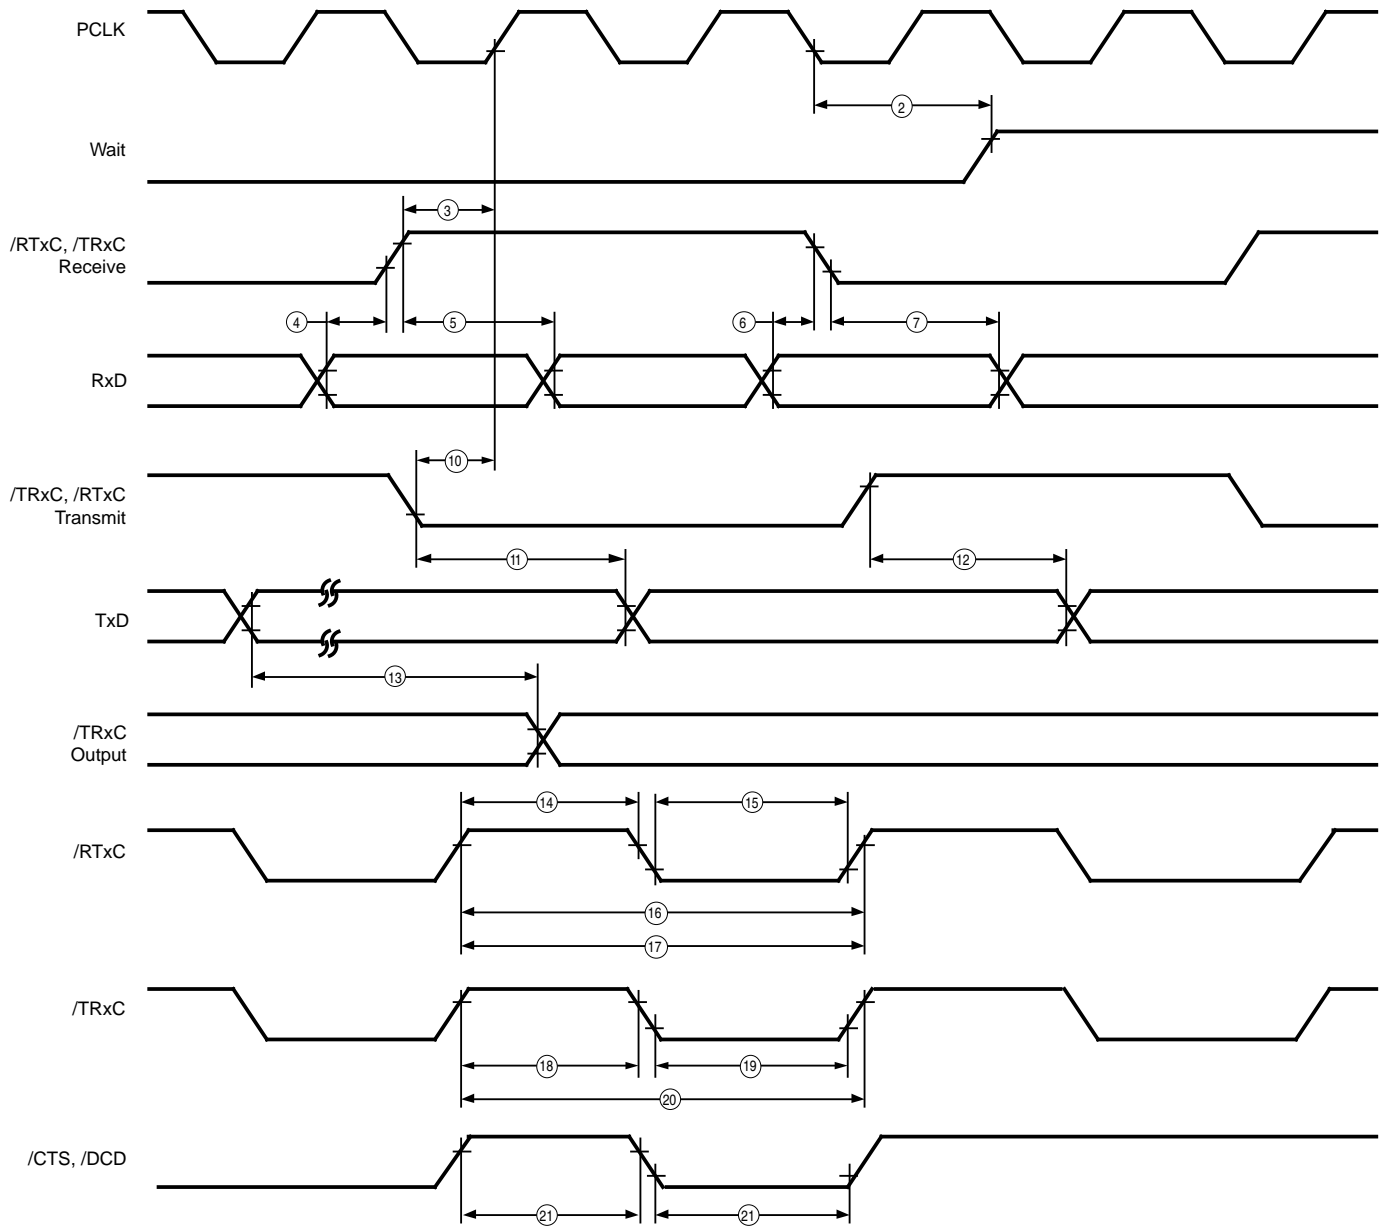 PCLK
2
Wait
3
/RTxC, /TRxC
Receive
4
5
6
7
RxD
10
/TRxC, /RTxC
Transmit
11
12
TxD
13
/TRxC
Output
14
15
/RTxC
16
17
/TRxC
18
19
20
/CTS, /DCD
21
21